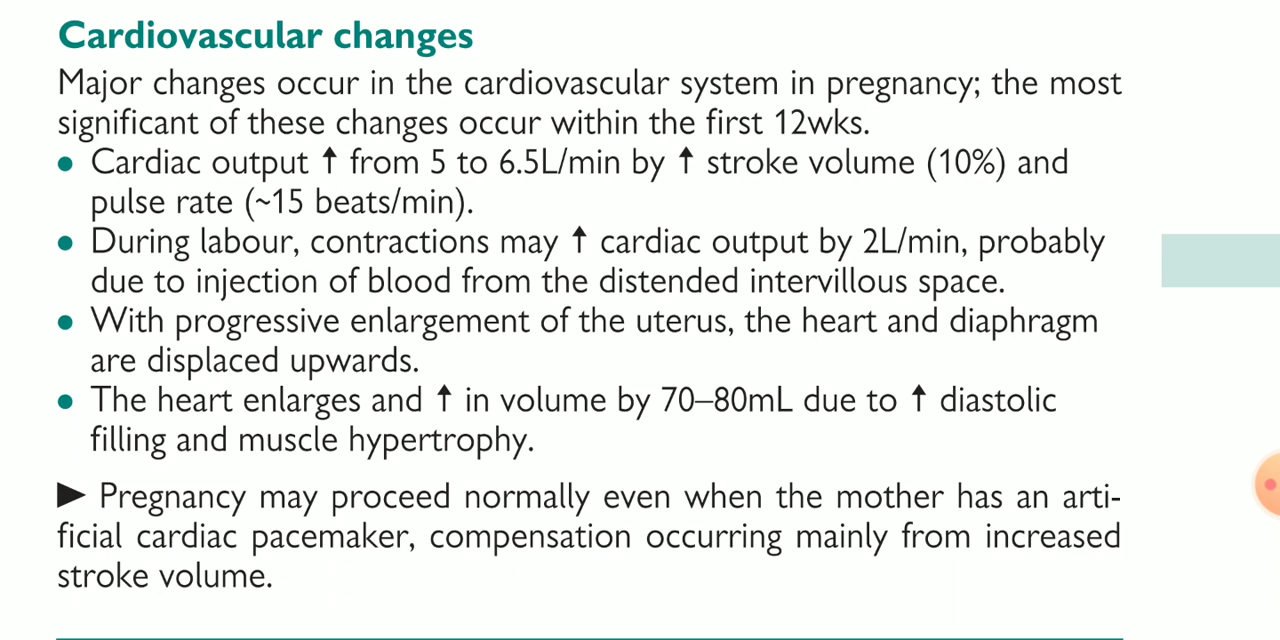 Cardiovascular changes
Major changes occur in the cardiovascular system in pregnancy; the most
significant of these changes occur within the first 12wks.
● Cardiac output ↑ from 5 to 6.5L/min by ↑ stroke volume (10%) and
pulse rate (~15 beats/min).
● During labour, contractions may ↑ cardiac output by 2L/min, probably
due to injection of blood from the distended intervillous space.
● With progressive enlargement of the uterus, the heart and diaphragm
are displaced upwards.
● The heart enlarges and ↑ in volume by 70–80mL due to ↑ diastolic
filling and muscle hypertrophy.
▶ Pregnancy may proceed normally even when the mother has an arti-
ficial cardiac pacemaker, compensation occurring mainly from increased
stroke volume.